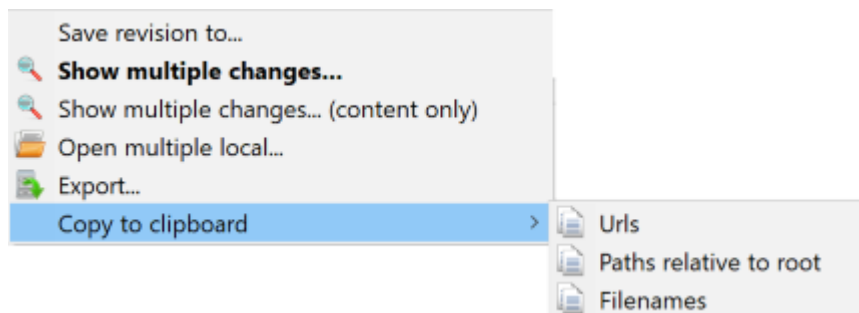 Save revision to...
Show multiple changes...
Show multiple changes... (content only)
Open multiple local...
Export...
Copy to clipboard
Urls
Paths relative to root
Filenames